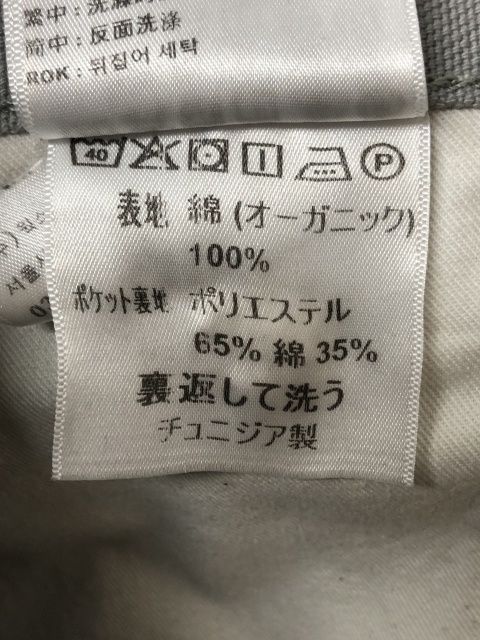 繁中：洗滌時
简中：反面洗涤
ROK：뒤집어 세탁
40 P
表地 綿 (オーガニック)
100%
ポケット裏地 ポリエステル
65% 綿 35%
裏返して洗う
チュニジア製